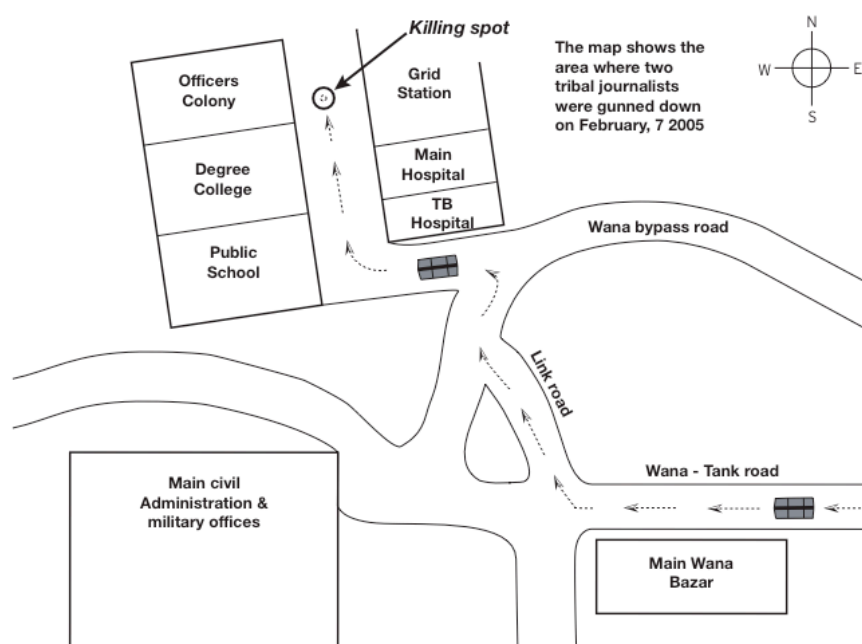 Killing spot
The map shows the
area where two
tribal journalists
were gunned down
on February, 7 2005
N
W
E
S
Officers
Colony
Grid
Station
Degree
College
Main
Hospital
TB
Hospital
Public
School
Wana bypass road
Link road
Wana - Tank road
Main civil
Administration &
military offices
Main Wana
Bazar